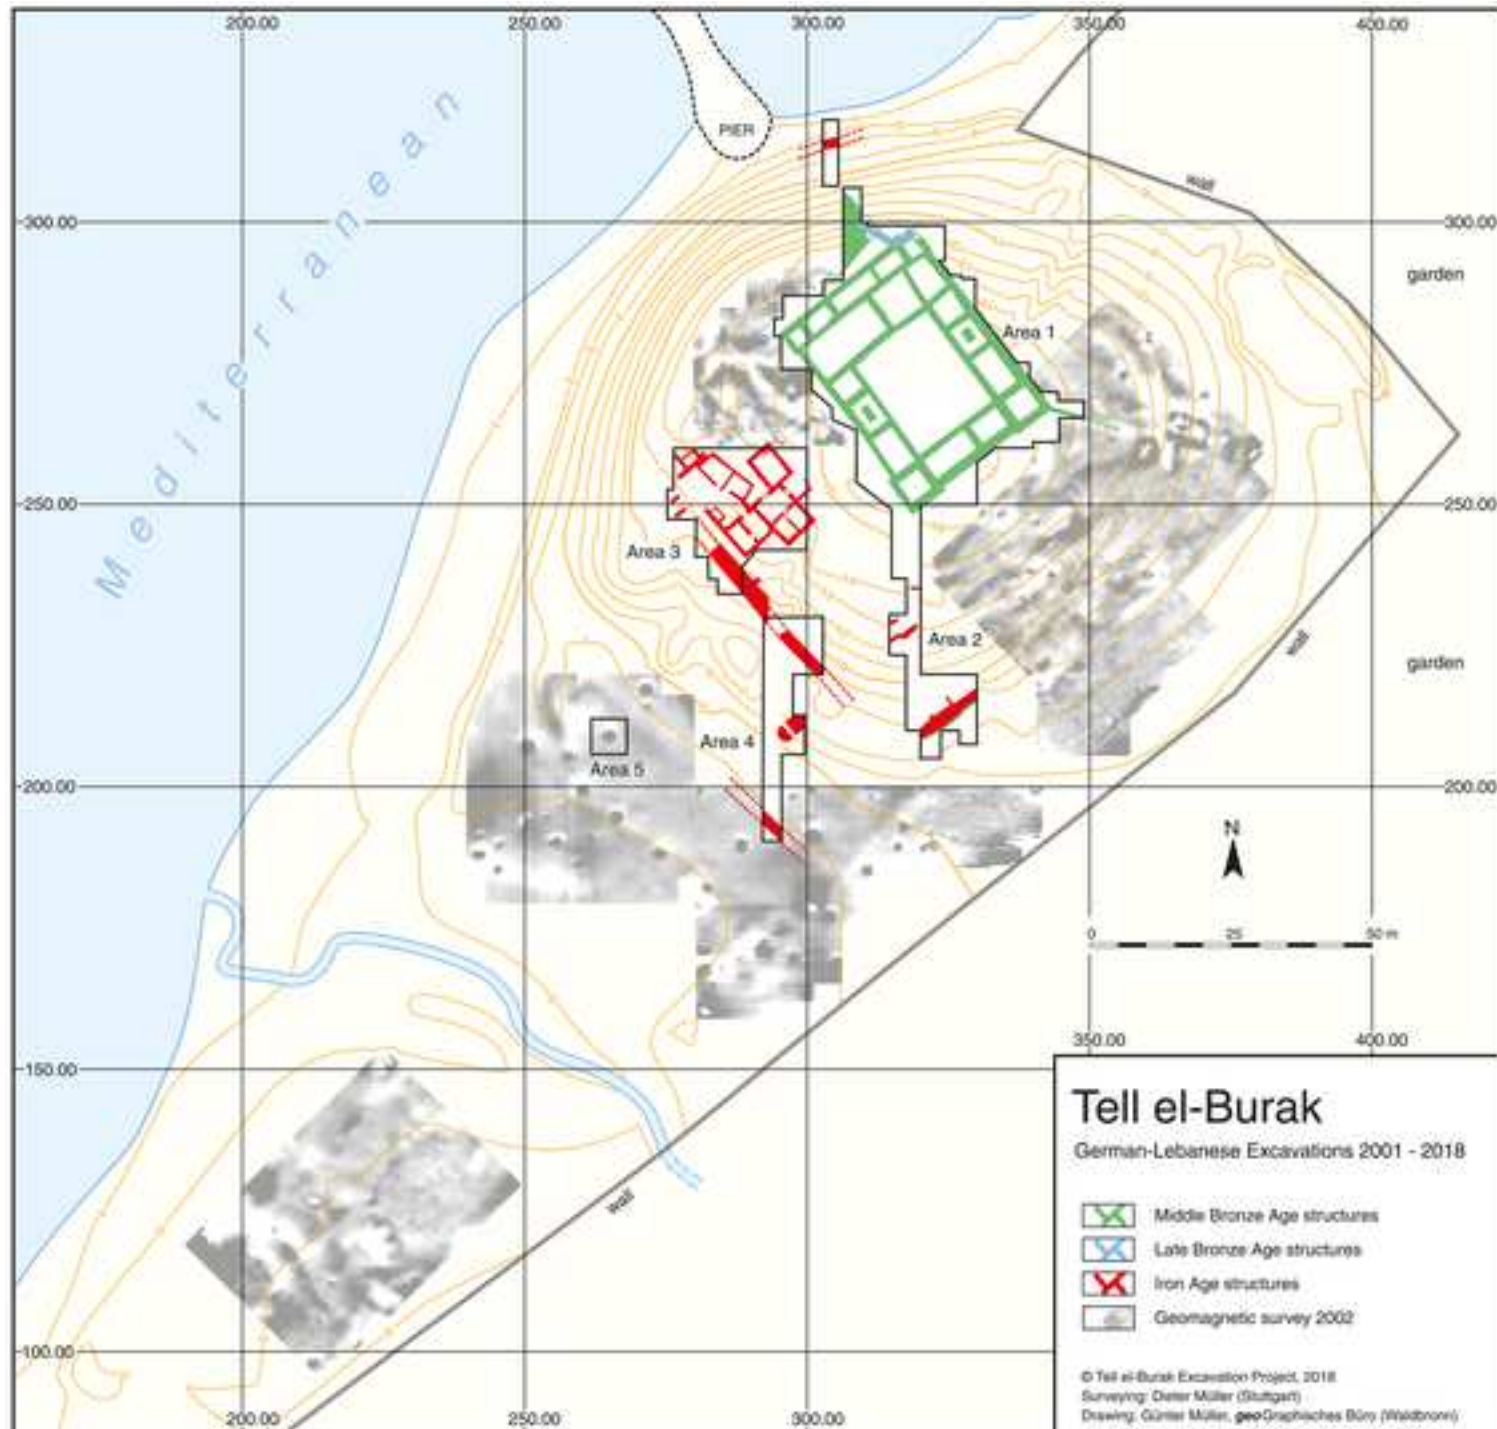 200.00 250.00 300.00 350.00 400.00
PIER
wall
300.00 300.00
garden
Mediterranean
Area 1
250.00 250.00
Area 3
Area 2
wall
garden
Area 4
Area 5
200.00 200.00
N
0 25 50 m
350.00 400.00
150.00
wall
100.00
200.00 250.00 300.00
Tell el-Burak
German-Lebanese Excavations 2001 - 2018
Middle Bronze Age structures
Late Bronze Age structures
Iron Age structures
Geomagnetic survey 2002
© Tell el-Burak Excavation Project, 2018
Surveying: Dieter Müller (Stuttgart)
Drawing: Günter Müller, geoGraphisches Büro (Waldbronn)